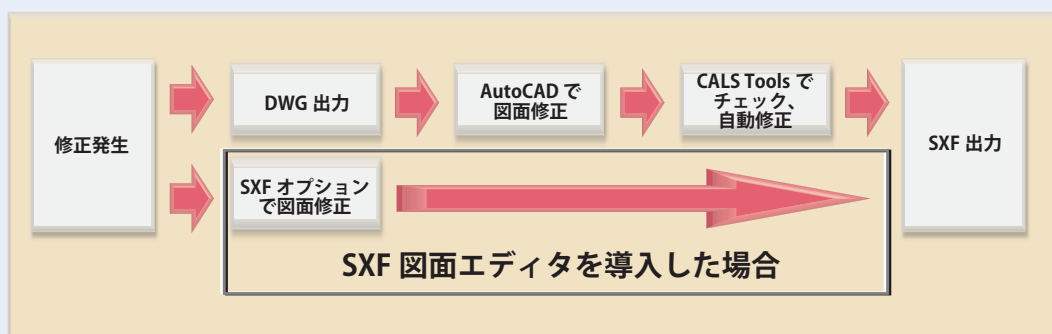 修正発生
DWG 出力
AutoCAD で
図面修正
CALS Tools で
チェック、
自動修正
SXF 出力
SXF オプション
で図面修正
SXF 図面エディタを導入した場合